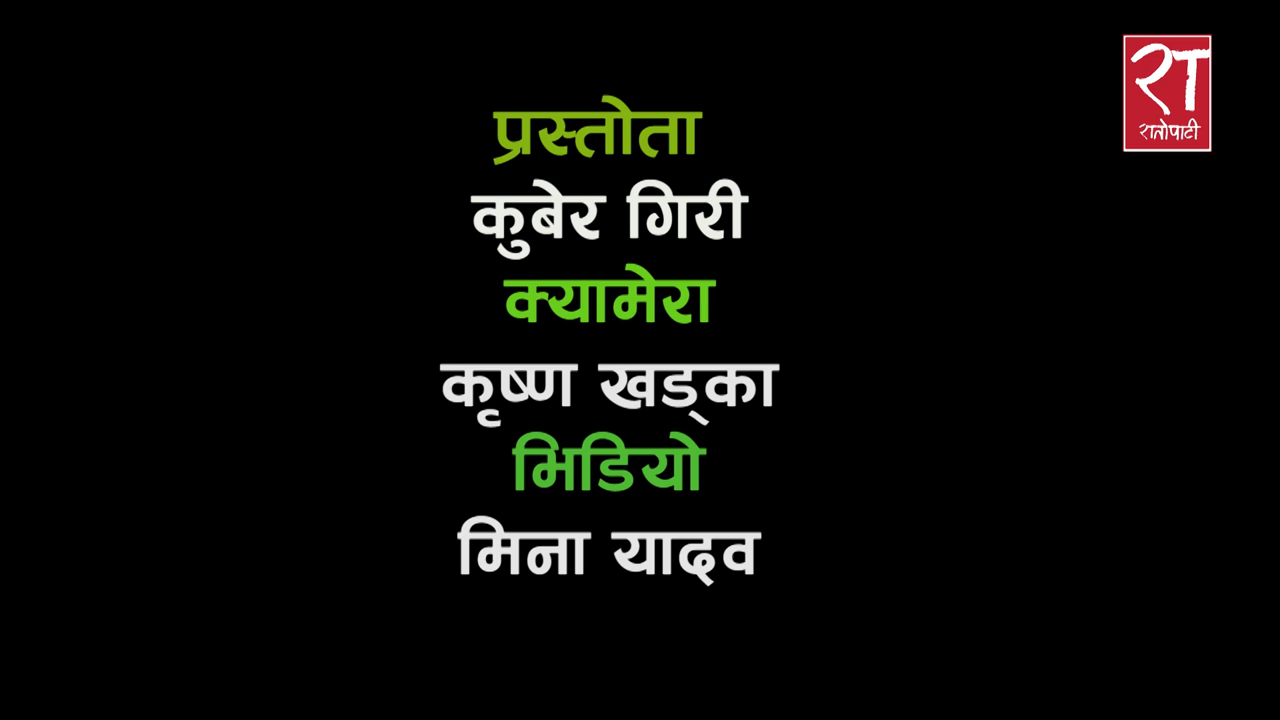 रा
रातोपाटी
प्रस्तोता
कुबेर गिरी
क्यामेरा
कृष्ण खड्का
भिडियो
मिना यादव